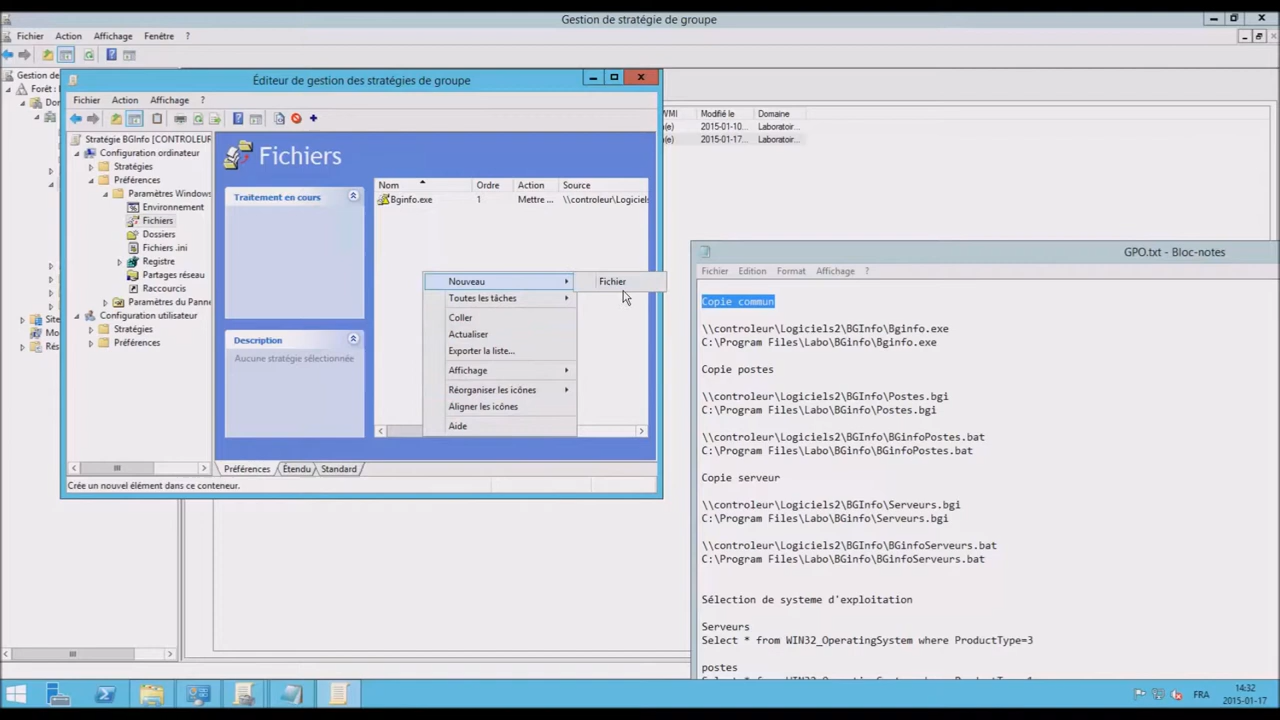 Gestion de stratégie de groupe
Fichier Action Affichage Fenêtre ?
Gestion de
Forêt :
Do
Site
Mo
Rés
WMI Modifié le Domaine
(e) 2015-01-10... Laboratoir...
(e) 2015-01-17... Laboratoir...
Éditeur de gestion des stratégies de groupe
Fichier Action Affichage ?
Stratégie BGInfo [CONTROLEUR
Configuration ordinateur
Stratégies
Préférences
Paramètres Windows
Environnement
Fichiers
Dossiers
Fichiers .ini
Registre
Partages réseau
Raccourcis
Paramètres du Panne
Configuration utilisateur
Stratégies
Préférences
Fichiers
Traitement en cours
Description
Aucune stratégie sélectionnée
Nom Ordre Action Source
Bginfo.exe 1 Mettre ... \\controleur\Logiciels
Nouveau
Fichier
Toutes les tâches
Coller
Actualiser
Exporter la liste...
Affichage
Réorganiser les icônes
Aligner les icônes
Aide
Préférences Étendu Standard
Crée un nouvel élément dans ce conteneur.
GPO.txt - Bloc-notes
Fichier Edition Format Affichage ?
Copie commun
\\controleur\Logiciels2\BGInfo\Bginfo.exe
C:\Program Files\Labo\BGinfo\Bginfo.exe
Copie postes
\\controleur\Logiciels2\BGInfo\Postes.bgi
C:\Program Files\Labo\BGinfo\Postes.bgi
\\controleur\Logiciels2\BGInfo\BGinfoPostes.bat
C:\Program Files\Labo\BGinfo\BGinfoPostes.bat
Copie serveur
\\controleur\Logiciels2\BGInfo\Serveurs.bgi
C:\Program Files\Labo\BGinfo\Serveurs.bgi
\\controleur\Logiciels2\BGInfo\BGinfoServeurs.bat
C:\Program Files\Labo\BGinfo\BGinfoServeurs.bat
Sélection de systeme d'exploitation
Serveurs
Select * from WIN32_OperatingSystem where ProductType=3
postes
FRA
14:32
2015-01-17